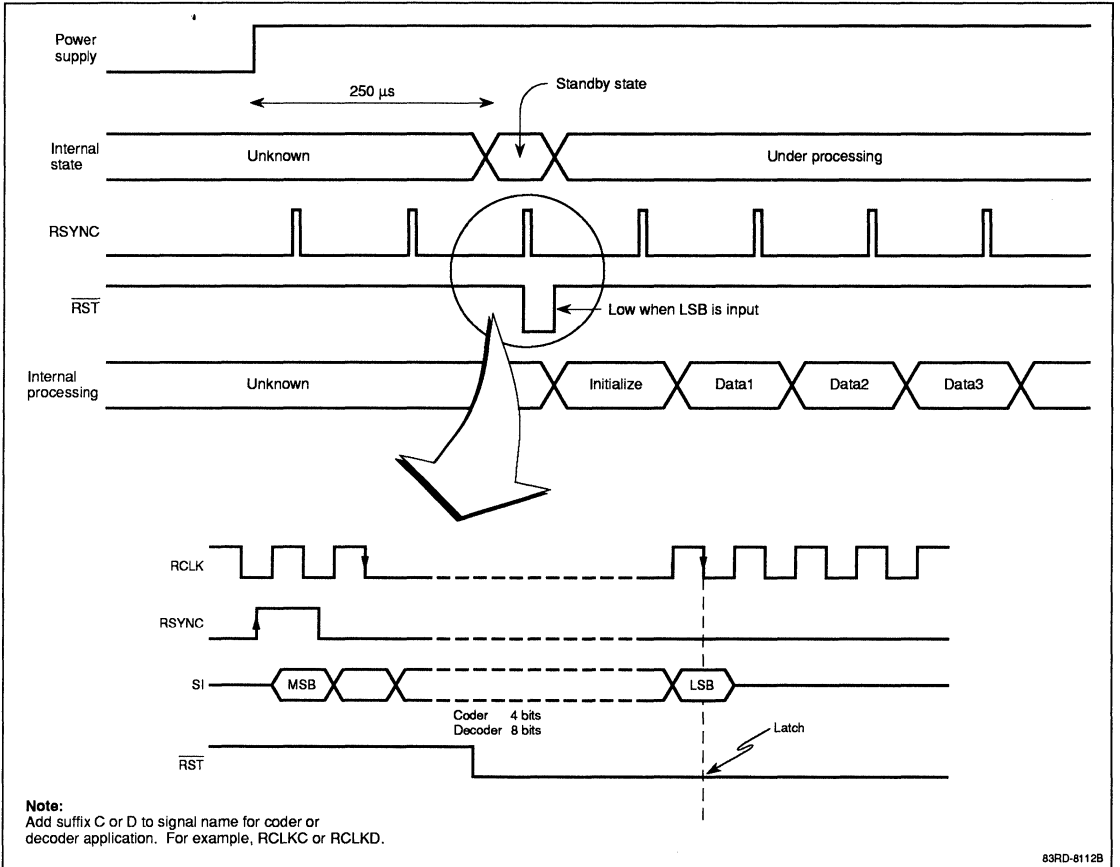 Power
supply
250 µs
Standby state
Internal
state
Unknown
Under processing
RSYNC
RST
Low when LSB is input
Internal
processing
Unknown
Initialize
Data1
Data2
Data3
RCLK
RSYNC
SI
MSB
LSB
Coder 4 bits
Decoder 8 bits
Latch
RST
Note:
Add suffix C or D to signal name for coder or
decoder application. For example, RCLKC or RCLKD.
83RD-8112B